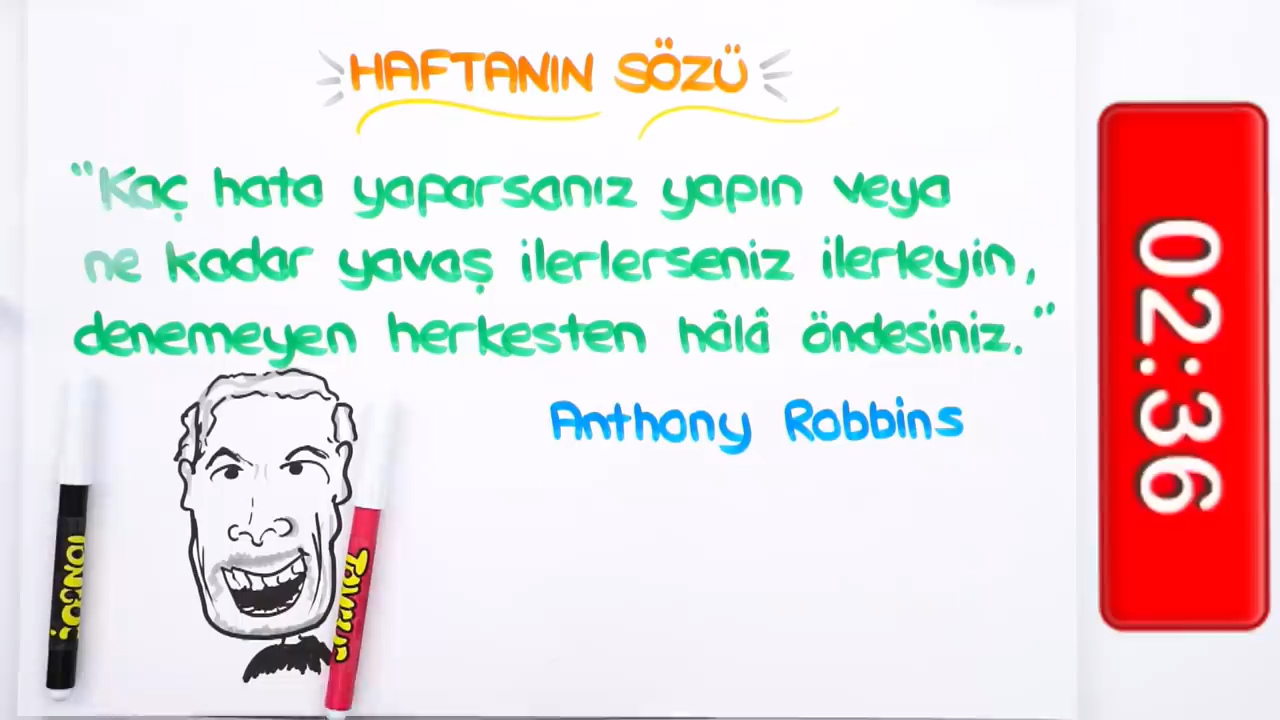 HAFTANIN SÖZÜ
"Kaç hata yaparsanız yapın veya
ne kadar yavaş ilerlerseniz ilerleyin,
denemeyen herkesten hâlâ öndesiniz."
Anthony Robbins
TONGUÇ
02:36